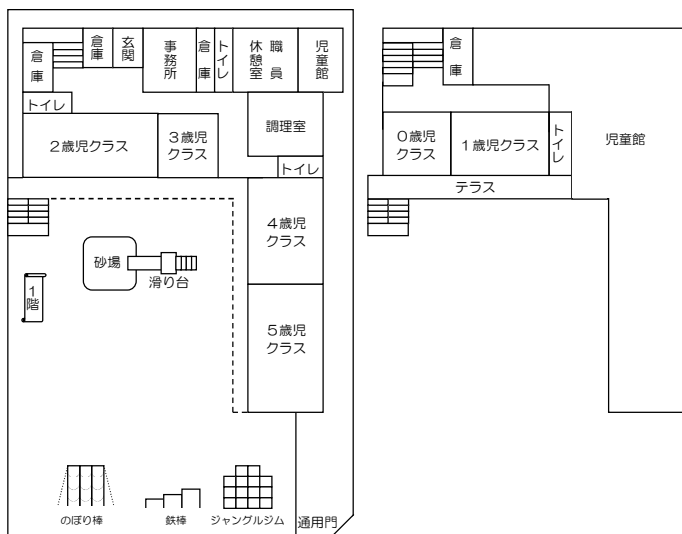 倉庫
倉庫
玄関
事務所
倉庫
トイレ
職員
休憩室
児童館
トイレ
2歳児クラス
3歳児
クラス
調理室
トイレ
4歳児
クラス
砂場
滑り台
1階
5歳児
クラス
のぼり棒
鉄棒
ジャングルジム
通用門
倉庫
0歳児
クラス
1歳児クラス
トイレ
児童館
テラス